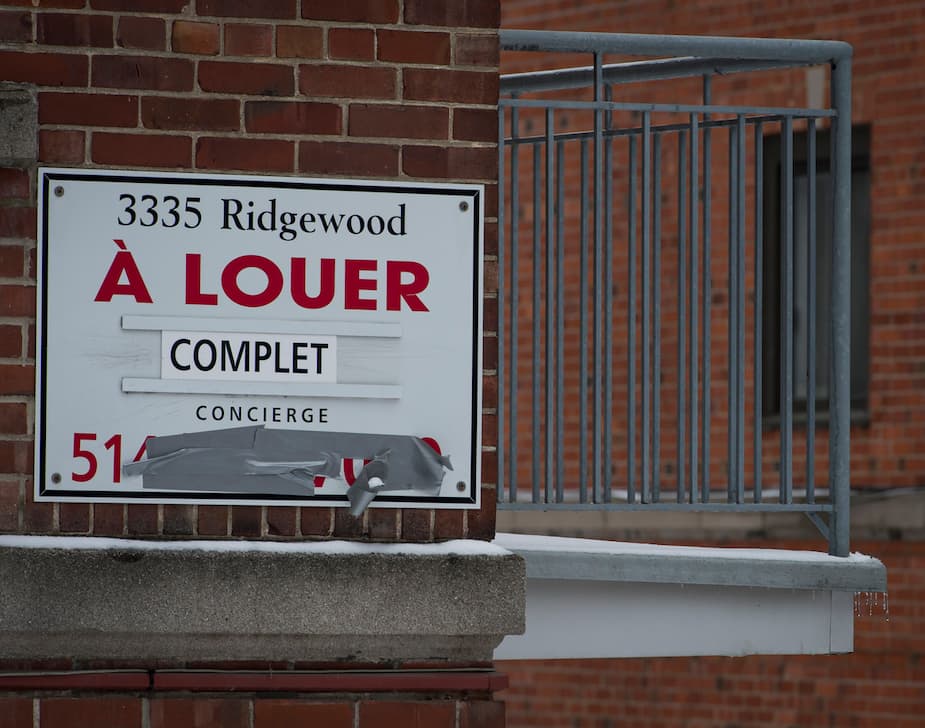 3335 Ridgewood
À LOUER
COMPLET
CONCIERGE